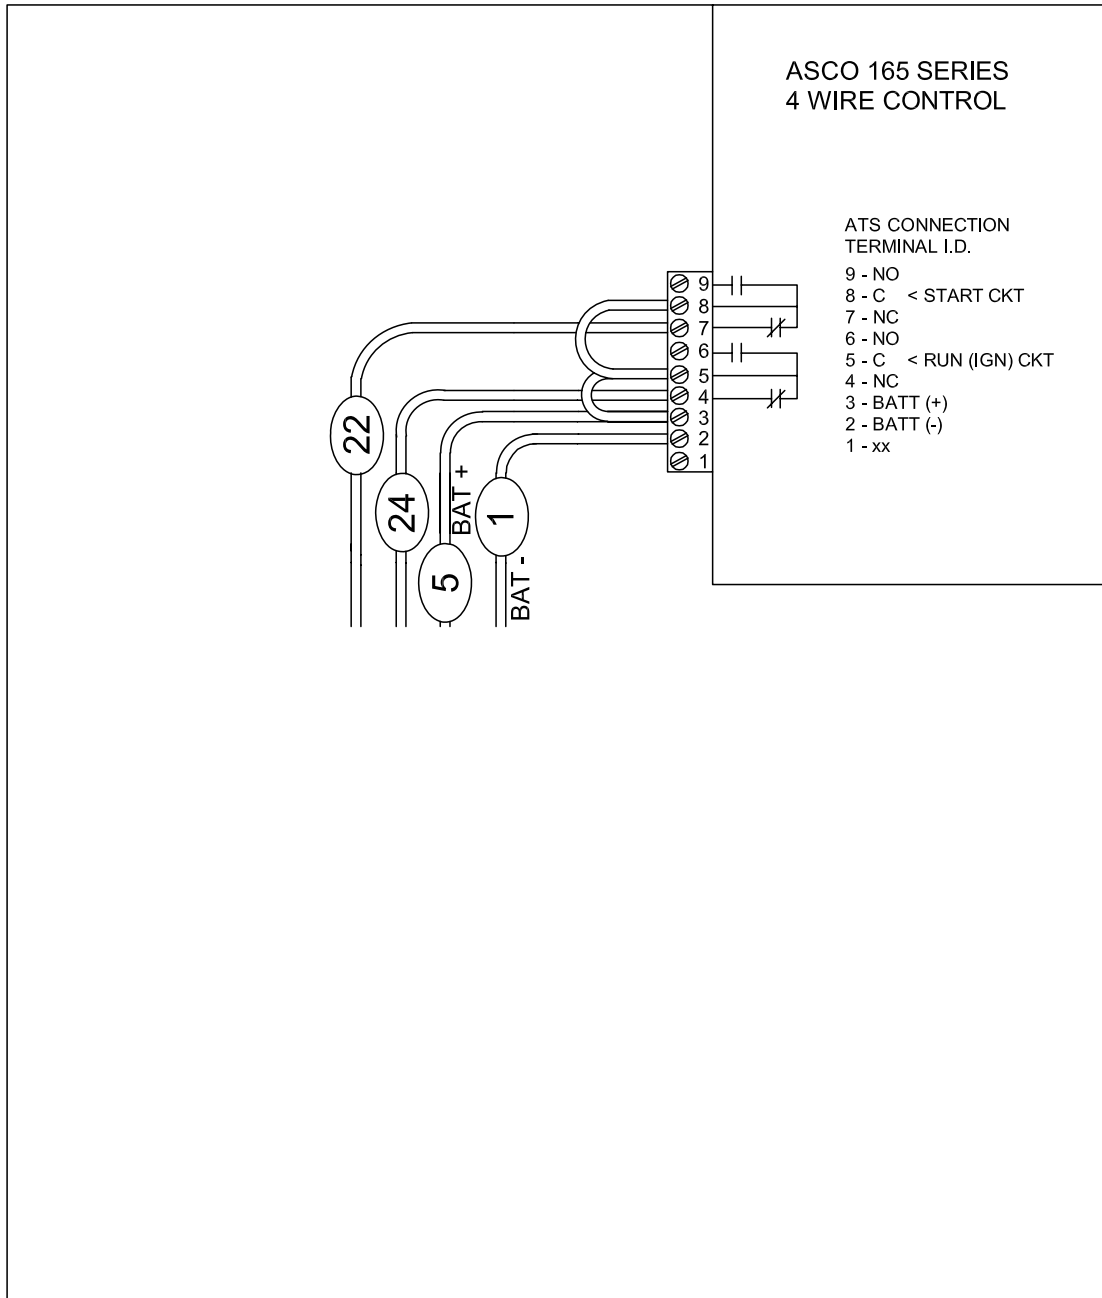 ASCO 165 SERIES
4 WIRE CONTROL
ATS CONNECTION
TERMINAL I.D.
9 - NO
8 - C < START CKT
7 - NC
6 - NO
5 - C < RUN (IGN) CKT
4 - NC
3 - BATT (+)
2 - BATT (-)
1 - xx
9
8
7
6
5
4
3
2
1
22
24
5
BAT +
1
BAT -